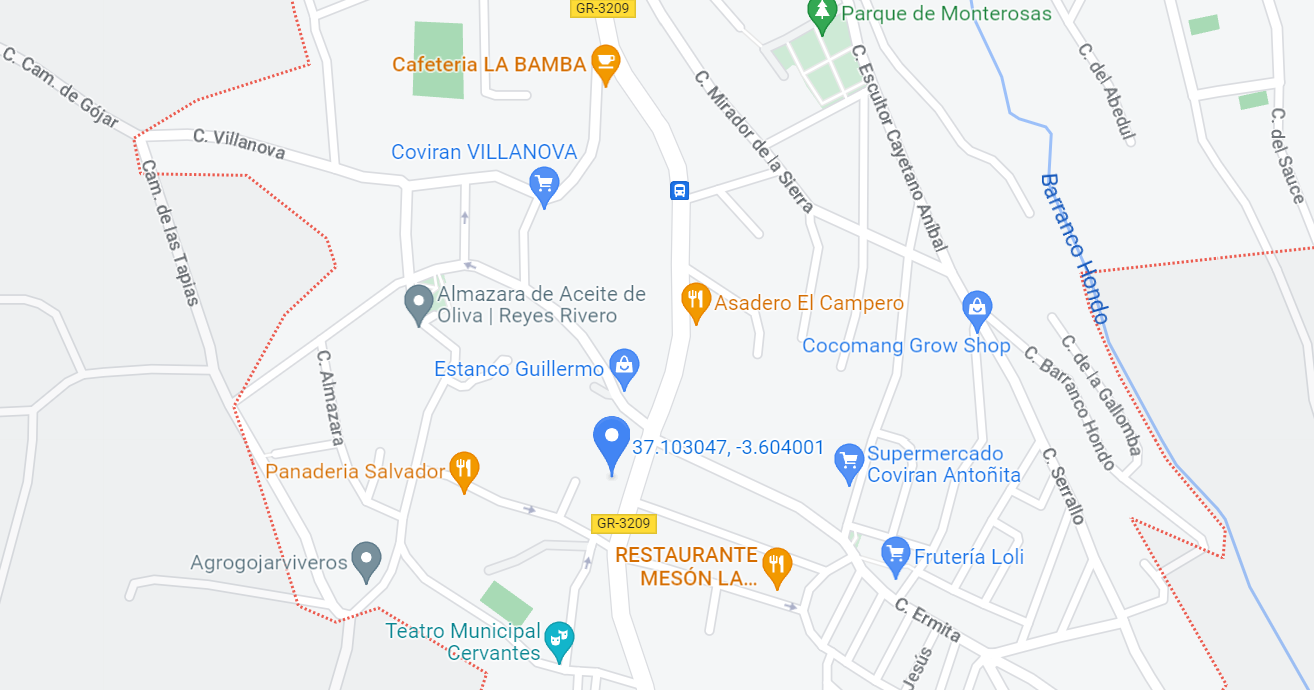 GR-3209
Parque de Monterosas
Cafeteria LA BAMBA
C. Cam. de Gójar
C. Villanova
Coviran VILLANOVA
C. Mirador de la Sierra
C. Escultor Cayetano Aníbal
C. del Abedul
C. del Sauce
Cam. de las Tapias
Barranco Hondo
Almazara de Aceite de
Oliva | Reyes Rivero
Asadero El Campero
Cocomang Grow Shop
Estanco Guillermo
C. Almazara
C. de la Gallomba
C. Barranco Hondo
37.103047, -3.604001
Supermercado
Coviran Antoñita
Panaderia Salvador
C. Serrallo
GR-3209
RESTAURANTE
MESÓN LA...
Frutería Loli
Agrogojarviveros
C. Ermita
Teatro Municipal
Cervantes
Jesús